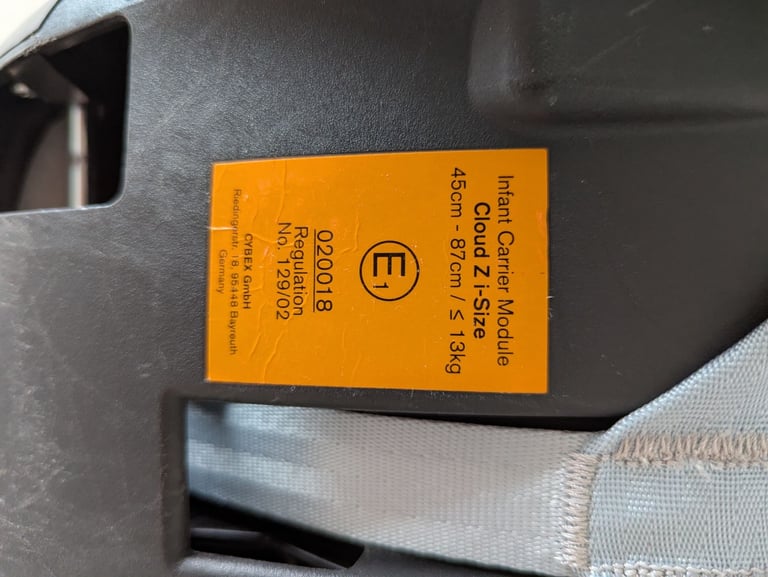 Infant Carrier Module
Cloud Z i-Size
45cm - 87cm / ≤ 13kg
E1
020018
Regulation
No. 129/02
CYBEX GmbH
Riedingerstr. 18, 95448 Bayreuth
Germany